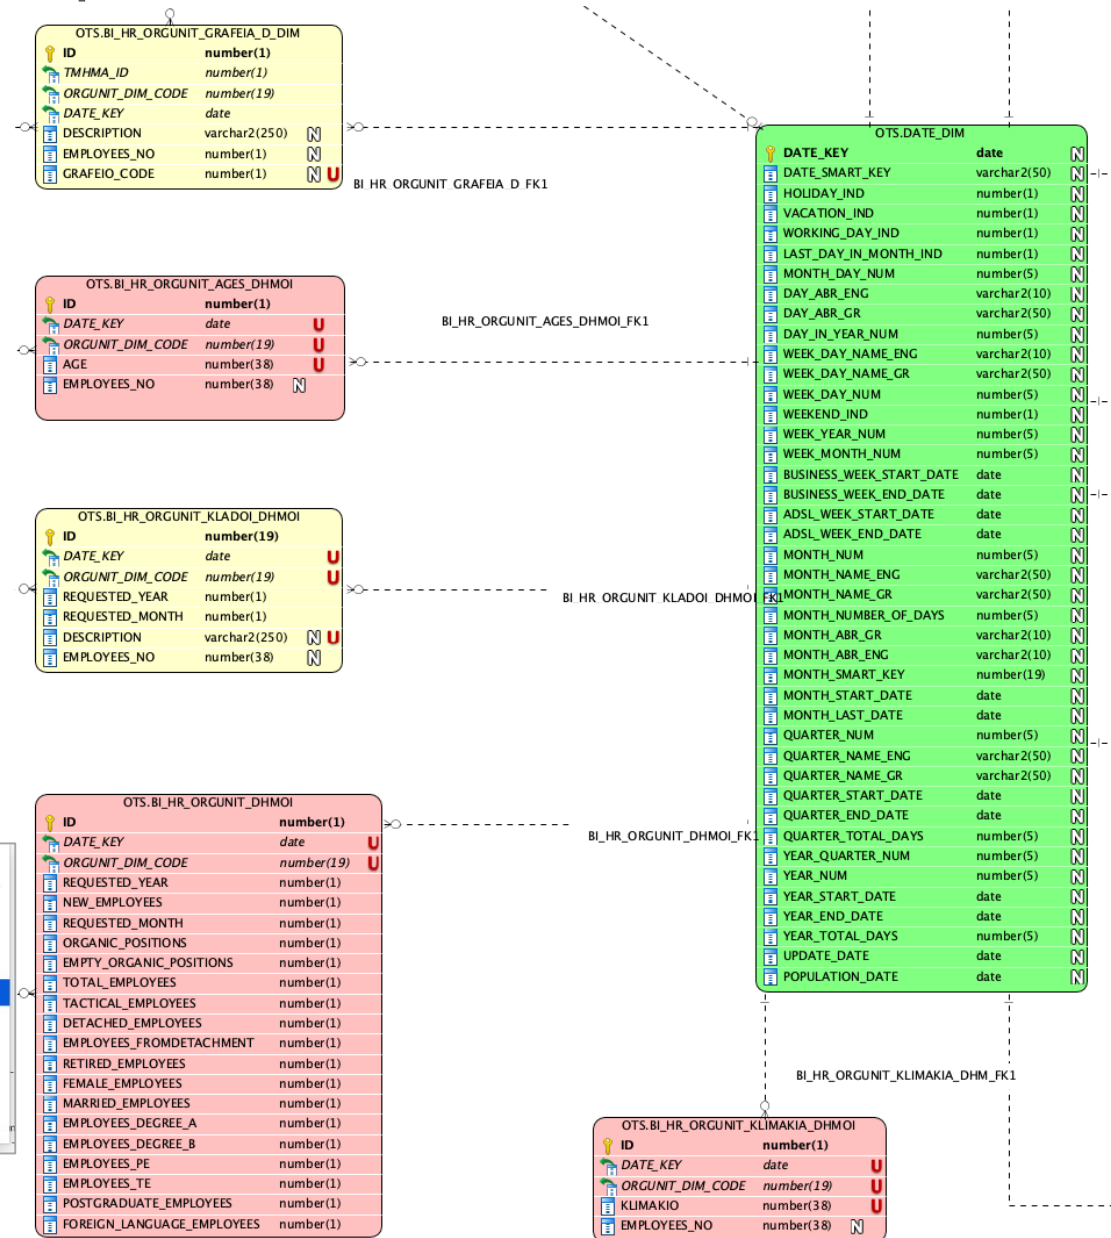 OTS.BI_HR_ORGUNIT_GRAFEIA_D_DIM
ID number(1)
TMHMA_ID number(1)
ORGUNIT_DIM_CODE number(19)
DATE_KEY date
DESCRIPTION varchar2(250) N
EMPLOYEES_NO number(1) N
GRAFEIO_CODE number(1) N U
BI_HR_ORGUNIT_GRAFEIA_D_FK1
OTS.BI_HR_ORGUNIT_AGES_DHMOI
ID number(1)
DATE_KEY date U
ORGUNIT_DIM_CODE number(19) U
AGE number(38) U
EMPLOYEES_NO number(38) N
BI_HR_ORGUNIT_AGES_DHMOI_FK1
OTS.BI_HR_ORGUNIT_KLADOI_DHMOI
ID number(19)
DATE_KEY date U
ORGUNIT_DIM_CODE number(19) U
REQUESTED_YEAR number(1)
REQUESTED_MONTH number(1)
DESCRIPTION varchar2(250) N U
EMPLOYEES_NO number(38) N
BI_HR_ORGUNIT_KLADOI_DHMOI_FK1
OTS.BI_HR_ORGUNIT_DHMOI
ID number(1)
DATE_KEY date U
ORGUNIT_DIM_CODE number(19) U
REQUESTED_YEAR number(1)
NEW_EMPLOYEES number(1)
REQUESTED_MONTH number(1)
ORGANIC_POSITIONS number(1)
EMPTY_ORGANIC_POSITIONS number(1)
TOTAL_EMPLOYEES number(1)
TACTICAL_EMPLOYEES number(1)
DETACHED_EMPLOYEES number(1)
EMPLOYEES_FROMDETACHMENT number(1)
RETIRED_EMPLOYEES number(1)
FEMALE_EMPLOYEES number(1)
MARRIED_EMPLOYEES number(1)
EMPLOYEES_DEGREE_A number(1)
EMPLOYEES_DEGREE_B number(1)
EMPLOYEES_PE number(1)
EMPLOYEES_TE number(1)
POSTGRADUATE_EMPLOYEES number(1)
FOREIGN_LANGUAGE_EMPLOYEES number(1)
BI_HR_ORGUNIT_DHMOI_FK1
OTS.DATE_DIM
DATE_KEY date N
DATE_SMART_KEY varchar2(50) N
HOLIDAY_IND number(1) N
VACATION_IND number(1) N
WORKING_DAY_IND number(1) N
LAST_DAY_IN_MONTH_IND number(1) N
MONTH_DAY_NUM number(5) N
DAY_ABR_ENG varchar2(10) N
DAY_ABR_GR varchar2(50) N
DAY_IN_YEAR_NUM number(5) N
WEEK_DAY_NAME_ENG varchar2(10) N
WEEK_DAY_NAME_GR varchar2(50) N
WEEK_DAY_NUM number(5) N
WEEKEND_IND number(1) N
WEEK_YEAR_NUM number(5) N
WEEK_MONTH_NUM number(5) N
BUSINESS_WEEK_START_DATE date N
BUSINESS_WEEK_END_DATE date N
ADSL_WEEK_START_DATE date N
ADSL_WEEK_END_DATE date N
MONTH_NUM number(5) N
MONTH_NAME_ENG varchar2(50) N
MONTH_NAME_GR varchar2(50) N
MONTH_NUMBER_OF_DAYS number(5) N
MONTH_ABR_GR varchar2(10) N
MONTH_ABR_ENG varchar2(10) N
MONTH_SMART_KEY number(19) N
MONTH_START_DATE date N
MONTH_LAST_DATE date N
QUARTER_NUM number(5) N
QUARTER_NAME_ENG varchar2(50) N
QUARTER_NAME_GR varchar2(50) N
QUARTER_START_DATE date N
QUARTER_END_DATE date N
QUARTER_TOTAL_DAYS number(5) N
YEAR_QUARTER_NUM number(5) N
YEAR_NUM number(5) N
YEAR_START_DATE date N
YEAR_END_DATE date N
YEAR_TOTAL_DAYS number(5) N
UPDATE_DATE date N
POPULATION_DATE date N
BI_HR_ORGUNIT_KLIMAKIA_DHM_FK1
OTS.BI_HR_ORGUNIT_KLIMAKIA_DHMOI
ID number(1)
DATE_KEY date U
ORGUNIT_DIM_CODE number(19) U
KLIMAKIO number(38) U
EMPLOYEES_NO number(38) N